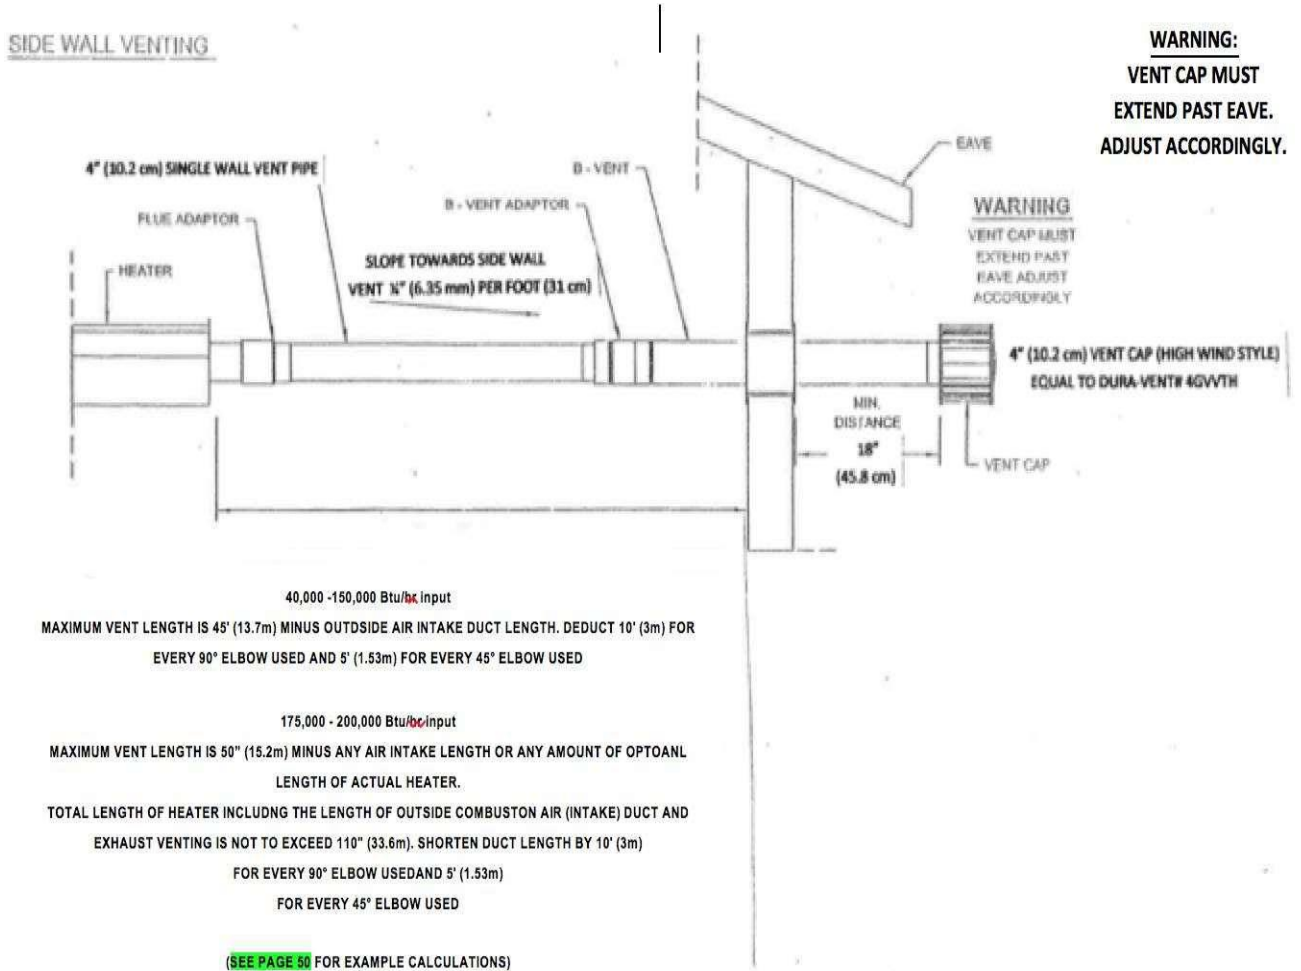 SIDE WALL VENTING
WARNING:
VENT CAP MUST
EXTEND PAST EAVE.
ADJUST ACCORDINGLY.
EAVE
4" (10.2 cm) SINGLE WALL VENT PIPE
B - VENT
FLUE ADAPTOR
B - VENT ADAPTOR
WARNING
VENT CAP MUST
EXTEND PAST
EAVE ADJUST
ACCORDINGLY
HEATER
SLOPE TOWARDS SIDE WALL
VENT ¼" (6.35 mm) PER FOOT (31 cm)
4" (10.2 cm) VENT CAP (HIGH WIND STYLE)
EQUAL TO DURA-VENT# 4GVVTH
MIN.
DISTANCE
18"
(45.8 cm)
VENT CAP
40,000 -150,000 Btu/hr input
MAXIMUM VENT LENGTH IS 45' (13.7m) MINUS OUTDSIDE AIR INTAKE DUCT LENGTH. DEDUCT 10' (3m) FOR
EVERY 90° ELBOW USED AND 5' (1.53m) FOR EVERY 45° ELBOW USED
175,000 - 200,000 Btu/hr input
MAXIMUM VENT LENGTH IS 50" (15.2m) MINUS ANY AIR INTAKE LENGTH OR ANY AMOUNT OF OPTOANL
LENGTH OF ACTUAL HEATER.
TOTAL LENGTH OF HEATER INCLUDNG THE LENGTH OF OUTSIDE COMBUSTON AIR (INTAKE) DUCT AND
EXHAUST VENTING IS NOT TO EXCEED 110" (33.6m). SHORTEN DUCT LENGTH BY 10' (3m)
FOR EVERY 90° ELBOW USEDAND 5' (1.53m)
FOR EVERY 45° ELBOW USED
(SEE PAGE 50 FOR EXAMPLE CALCULATIONS)